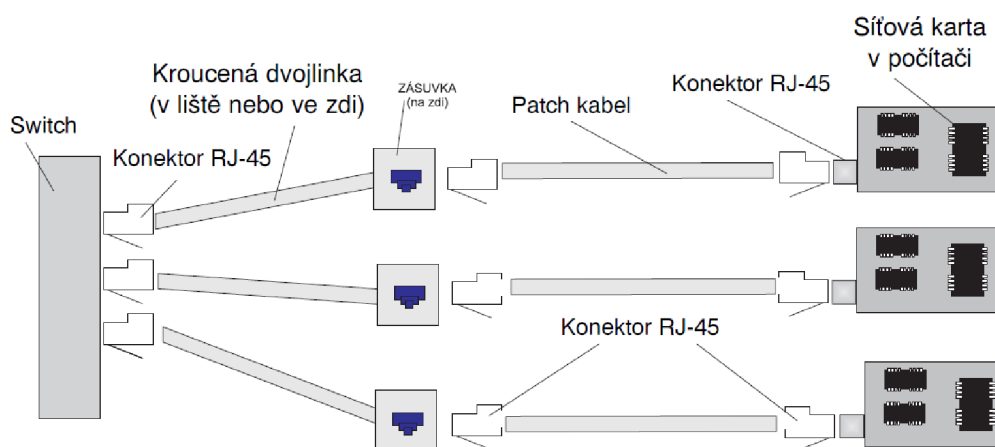 Síťová karta
v počítači
Kroucená dvojlinka
(v liště nebo ve zdi)
ZÁSUVKA
(na zdi)
Konektor RJ-45
Patch kabel
Switch
Konektor RJ-45
Konektor RJ-45